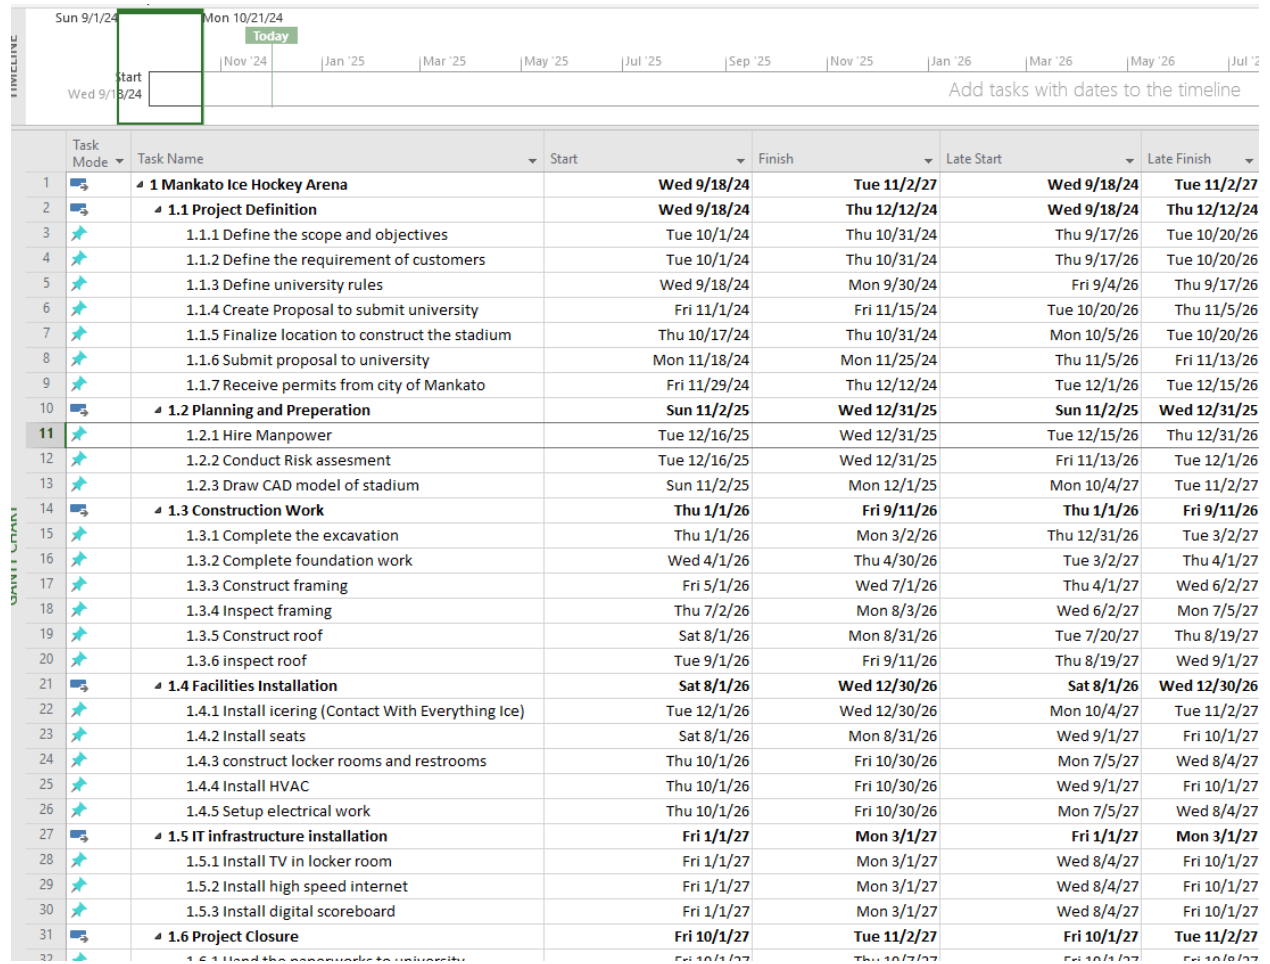 Sun 9/1/24 Mon 10/21/24
Today
Nov '24 Jan '25 Mar '25 May '25 Jul '25 Sep '25 Nov '25 Jan '26 Mar '26 May '26 Jul '2
Start
Wed 9/18/24 Add tasks with dates to the timeline
TIMELINE
GANTT CHART
Task Mode Task Name Start Finish Late Start Late Finish
1 1 Mankato Ice Hockey Arena Wed 9/18/24 Tue 11/2/27 Wed 9/18/24 Tue 11/2/27
2 1.1 Project Definition Wed 9/18/24 Thu 12/12/24 Wed 9/18/24 Thu 12/12/24
3 1.1.1 Define the scope and objectives Tue 10/1/24 Thu 10/31/24 Thu 9/17/26 Tue 10/20/26
4 1.1.2 Define the requirement of customers Tue 10/1/24 Thu 10/31/24 Thu 9/17/26 Tue 10/20/26
5 1.1.3 Define university rules Wed 9/18/24 Mon 9/30/24 Fri 9/4/26 Thu 9/17/26
6 1.1.4 Create Proposal to submit university Fri 11/1/24 Fri 11/15/24 Tue 10/20/26 Thu 11/5/26
7 1.1.5 Finalize location to construct the stadium Thu 10/17/24 Thu 10/31/24 Mon 10/5/26 Tue 10/20/26
8 1.1.6 Submit proposal to university Mon 11/18/24 Mon 11/25/24 Thu 11/5/26 Fri 11/13/26
9 1.1.7 Receive permits from city of Mankato Fri 11/29/24 Thu 12/12/24 Tue 12/1/26 Tue 12/15/26
10 1.2 Planning and Preperation Sun 11/2/25 Wed 12/31/25 Sun 11/2/25 Wed 12/31/25
11 1.2.1 Hire Manpower Tue 12/16/25 Wed 12/31/25 Tue 12/15/26 Thu 12/31/26
12 1.2.2 Conduct Risk assesment Tue 12/16/25 Wed 12/31/25 Fri 11/13/26 Tue 12/1/26
13 1.2.3 Draw CAD model of stadium Sun 11/2/25 Mon 12/1/25 Mon 10/4/27 Tue 11/2/27
14 1.3 Construction Work Thu 1/1/26 Fri 9/11/26 Thu 1/1/26 Fri 9/11/26
15 1.3.1 Complete the excavation Thu 1/1/26 Mon 3/2/26 Thu 12/31/26 Tue 3/2/27
16 1.3.2 Complete foundation work Wed 4/1/26 Thu 4/30/26 Tue 3/2/27 Thu 4/1/27
17 1.3.3 Construct framing Fri 5/1/26 Wed 7/1/26 Thu 4/1/27 Wed 6/2/27
18 1.3.4 Inspect framing Thu 7/2/26 Mon 8/3/26 Wed 6/2/27 Mon 7/5/27
19 1.3.5 Construct roof Sat 8/1/26 Mon 8/31/26 Tue 7/20/27 Thu 8/19/27
20 1.3.6 inspect roof Tue 9/1/26 Fri 9/11/26 Thu 8/19/27 Wed 9/1/27
21 1.4 Facilities Installation Sat 8/1/26 Wed 12/30/26 Sat 8/1/26 Wed 12/30/26
22 1.4.1 Install icering (Contact With Everything Ice) Tue 12/1/26 Wed 12/30/26 Mon 10/4/27 Tue 11/2/27
23 1.4.2 Install seats Sat 8/1/26 Mon 8/31/26 Wed 9/1/27 Fri 10/1/27
24 1.4.3 construct locker rooms and restrooms Thu 10/1/26 Fri 10/30/26 Mon 7/5/27 Wed 8/4/27
25 1.4.4 Install HVAC Thu 10/1/26 Fri 10/30/26 Wed 9/1/27 Fri 10/1/27
26 1.4.5 Setup electrical work Thu 10/1/26 Fri 10/30/26 Mon 7/5/27 Wed 8/4/27
27 1.5 IT infrastructure installation Fri 1/1/27 Mon 3/1/27 Fri 1/1/27 Mon 3/1/27
28 1.5.1 Install TV in locker room Fri 1/1/27 Mon 3/1/27 Wed 8/4/27 Fri 10/1/27
29 1.5.2 Install high speed internet Fri 1/1/27 Mon 3/1/27 Wed 8/4/27 Fri 10/1/27
30 1.5.3 Install digital scoreboard Fri 1/1/27 Mon 3/1/27 Wed 8/4/27 Fri 10/1/27
31 1.6 Project Closure Fri 10/1/27 Tue 11/2/27 Fri 10/1/27 Tue 11/2/27
32 1.6.1 Hand the paperworks to university Fri 10/1/27 Thu 10/7/27 Fri 10/1/27 Fri 10/8/27